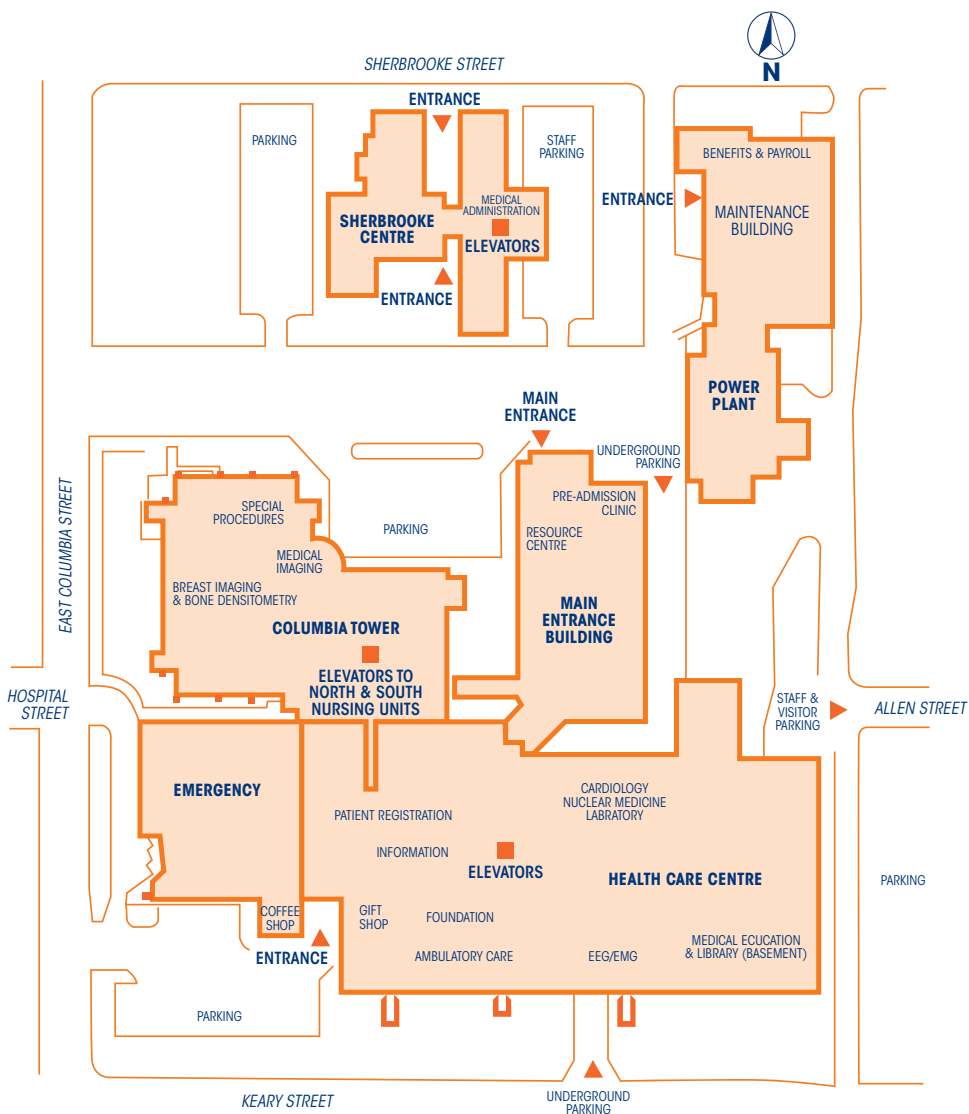 N
SHERBROOKE STREET
ENTRANCE
PARKING
STAFF
PARKING
BENEFITS & PAYROLL
ENTRANCE
MEDICAL
ADMINISTRATION
MAINTENANCE
BUILDING
SHERBROOKE
CENTRE
ELEVATORS
ENTRANCE
POWER
PLANT
MAIN
ENTRANCE
UNDERGROUND
PARKING
SPECIAL
PROCEDURES
PRE-ADMISSION
CLINIC
PARKING
RESOURCE
CENTRE
MEDICAL
IMAGING
EAST COLUMBIA STREET
BREAST IMAGING
& BONE DENSITOMETRY
COLUMBIA TOWER
MAIN
ENTRANCE
BUILDING
ELEVATORS TO
NORTH & SOUTH
NURSING UNITS
HOSPITAL
STREET
STAFF &
VISITOR
PARKING
ALLEN STREET
EMERGENCY
PATIENT REGISTRATION
CARDIOLOGY
NUCLEAR MEDICINE
LABRATORY
INFORMATION
ELEVATORS
HEALTH CARE CENTRE
PARKING
COFFEE
SHOP
GIFT
SHOP
FOUNDATION
ENTRANCE
AMBULATORY CARE
EEG/EMG
MEDICAL ECUCATION
& LIBRARY (BASEMENT)
PARKING
KEARY STREET
UNDERGROUND
PARKING